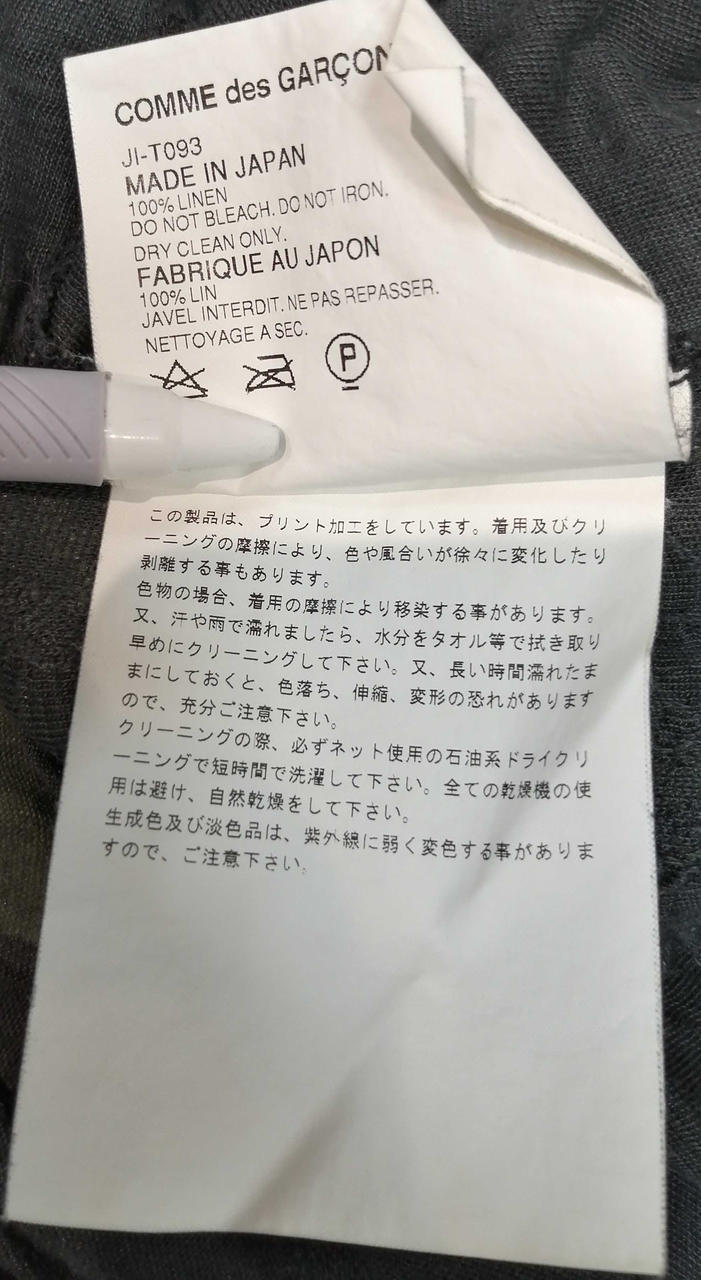 COMME des GARÇON
JI-T093
MADE IN JAPAN
100% LINEN
DO NOT BLEACH. DO NOT IRON.
DRY CLEAN ONLY.
FABRIQUE AU JAPON
100% LIN
JAVEL INTERDIT. NE PAS REPASSER.
NETTOYAGE A SEC.
P
この製品は、プリント加工をしています。着用及びクリ
ーニングの摩擦により、色や風合いが徐々に変化したり
剥離する事もあります。
色物の場合、着用の摩擦により移染する事があります。
又、汗や雨で濡れましたら、水分をタオル等で拭き取り
早めにクリーニングして下さい。又、長い時間濡れたま
まにしておくと、色落ち、伸縮、変形の恐れがあります
ので、充分ご注意下さい。
クリーニングの際、必ずネット使用の石油系ドライクリ
ーニングで短時間で洗濯して下さい。全ての乾燥機の使
用は避け、自然乾燥をして下さい。
生成色及び淡色品は、紫外線に弱く変色する事がありま
すので、ご注意下さい。